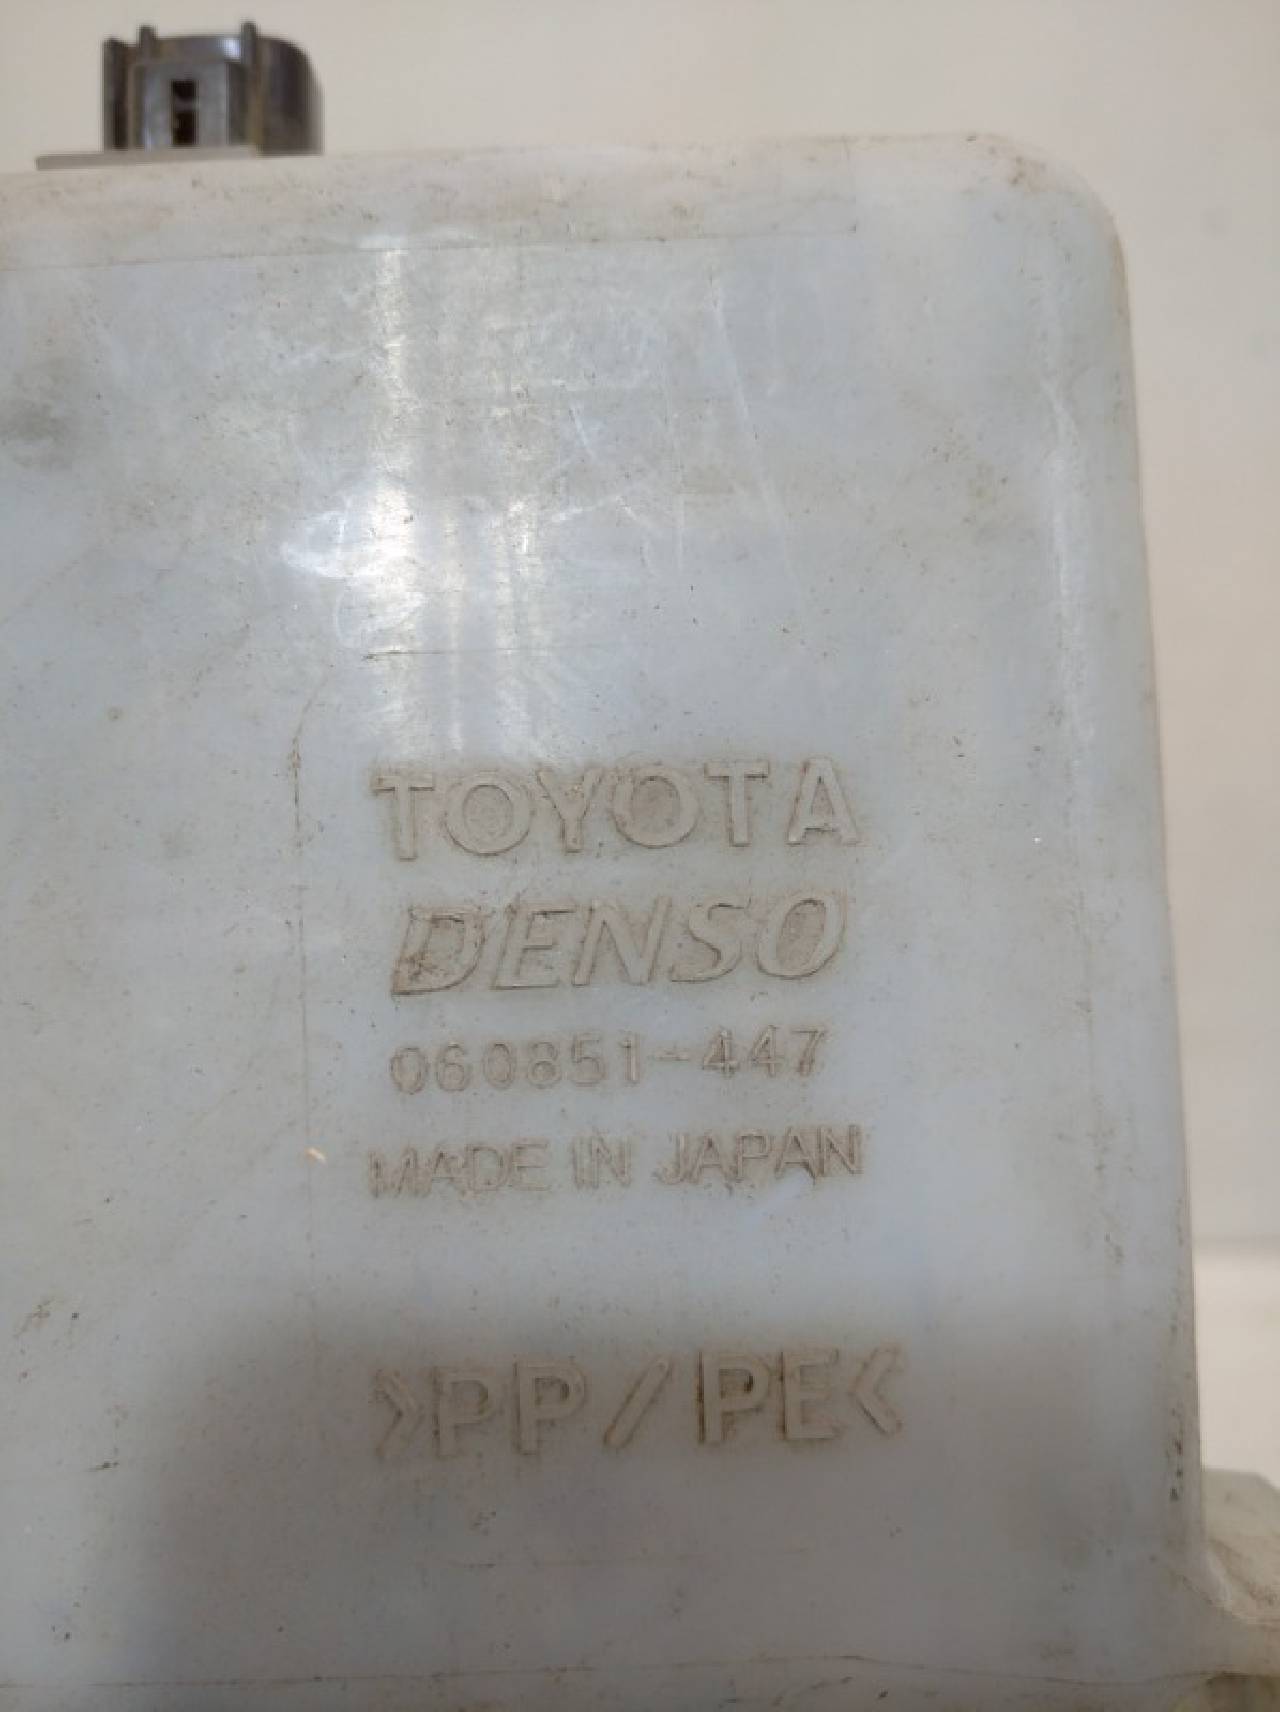 TOYOTA
DENSO
060851-447
MADE IN JAPAN
>PP/PE<